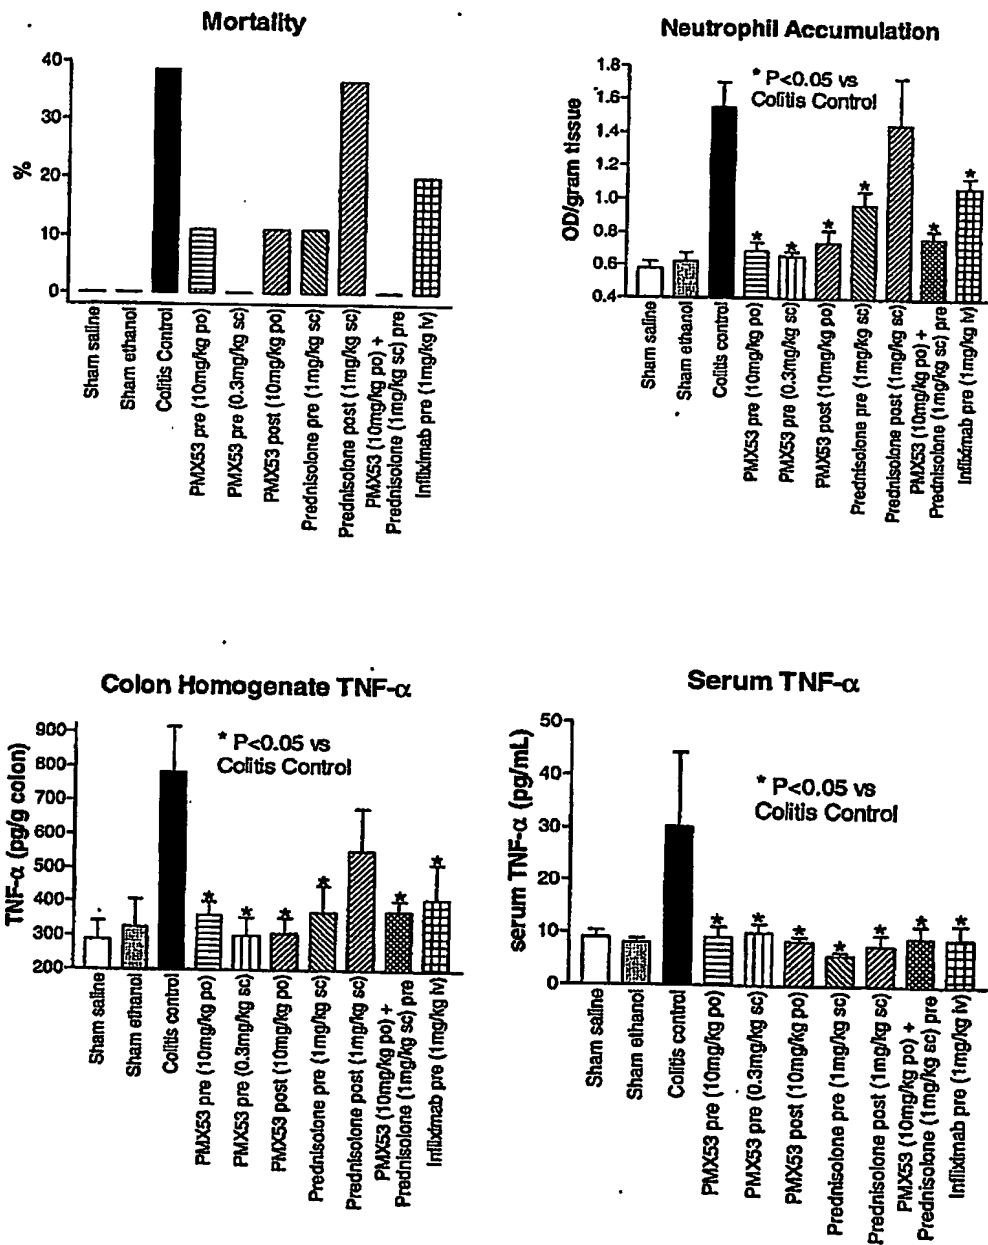 Mortality
40
30
20
10
0
%
Sham saline
Sham ethanol
Colitis Control
PMX53 pre (10mg/kg po)
PMX53 pre (0.3mg/kg sc)
PMX53 post (10mg/kg po)
Prednisolone pre (1mg/kg sc)
Prednisolone post (1mg/kg sc)
PMX53 (10mg/kg po) +
Prednisolone (1mg/kg sc) pre
Infliximab pre (1mg/kg iv)
Neutrophil Accumulation
* P<0.05 vs
Colitis Control
1.8
1.6
1.4
1.2
1.0
0.8
0.6
0.4
OD/gram tissue
* * * * * *
Sham saline
Sham ethanol
Colitis control
PMX53 pre (10mg/kg po)
PMX53 pre (0.3mg/kg sc)
PMX53 post (10mg/kg po)
Prednisolone pre (1mg/kg sc)
Prednisolone post (1mg/kg sc)
PMX53 (10mg/kg po) +
Prednisolone (1mg/kg sc) pre
Infliximab pre (1mg/kg iv)
Colon Homogenate TNF-α
* P<0.05 vs
Colitis Control
900
800
700
600
500
400
300
200
TNF-α (pg/g colon)
* * * * * *
Sham saline
Sham ethanol
Colitis control
PMX53 pre (10mg/kg po)
PMX53 pre (0.3mg/kg sc)
PMX53 post (10mg/kg po)
Prednisolone pre (1mg/kg sc)
Prednisolone post (1mg/kg sc)
PMX53 (10mg/kg po) +
Prednisolone (1mg/kg sc) pre
Infliximab pre (1mg/kg iv)
Serum TNF-α
* P<0.05 vs
Colitis Control
50
40
30
20
10
0
serum TNF-α (pg/mL)
* * * * * * *
Sham saline
Sham ethanol
Colitis control
PMX53 pre (10mg/kg po)
PMX53 pre (0.3mg/kg sc)
PMX53 post (10mg/kg po)
Prednisolone pre (1mg/kg sc)
Prednisolone post (1mg/kg sc)
PMX53 (10mg/kg po) +
Prednisolone (1mg/kg sc) pre
Infliximab pre (1mg/kg iv)